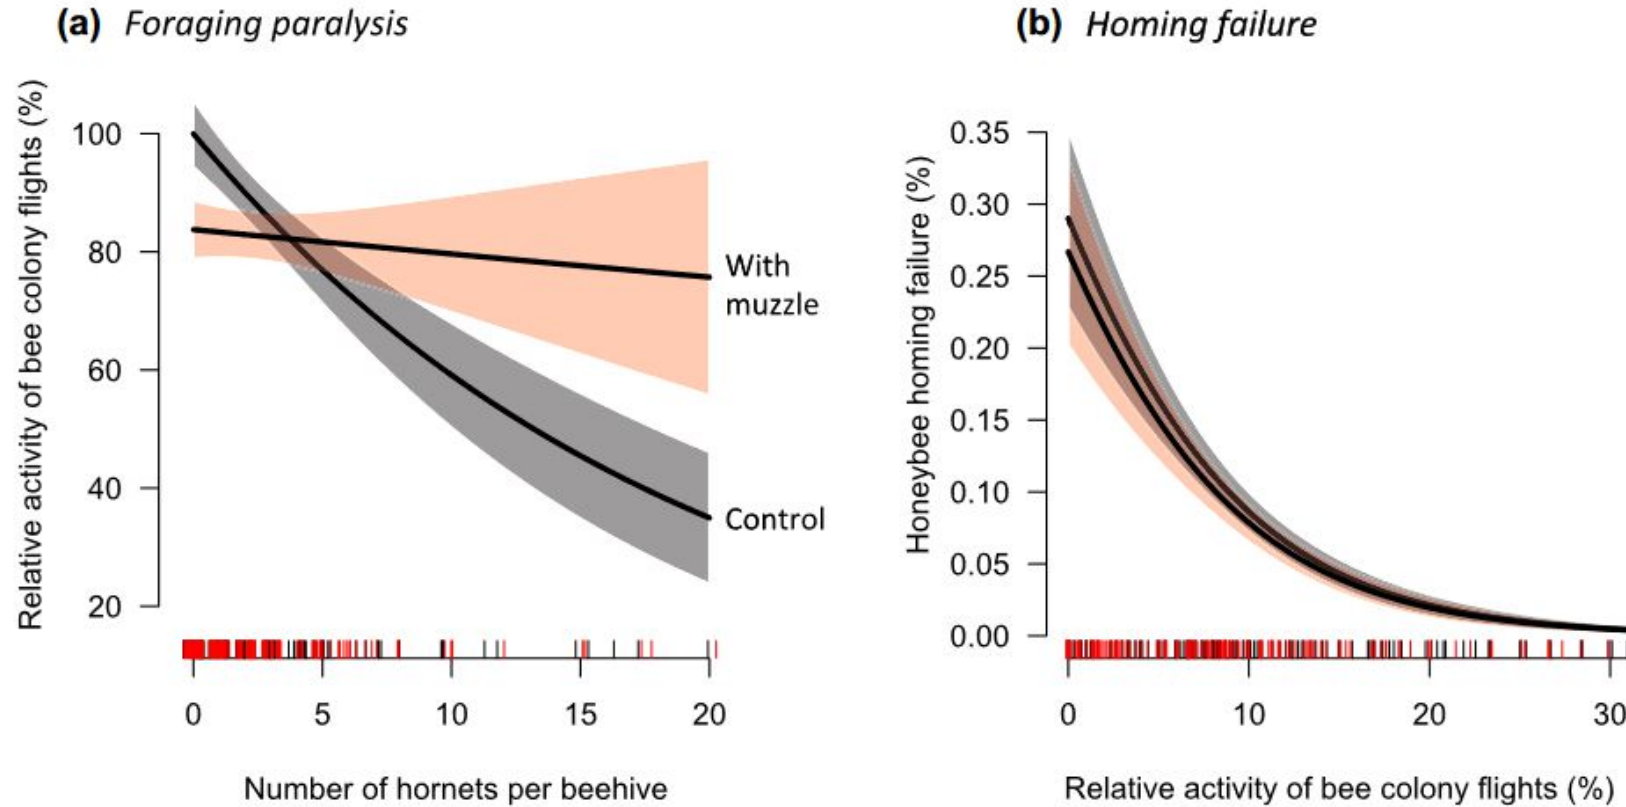 (a) Foraging paralysis
Relative activity of bee colony flights (%)
100
80
60
40
20
With
muzzle
Control
0 5 10 15 20
Number of hornets per beehive
(b) Homing failure
Honeybee homing failure (%)
0.35
0.30
0.25
0.20
0.15
0.10
0.05
0.00
0 10 20 30
Relative activity of bee colony flights (%)